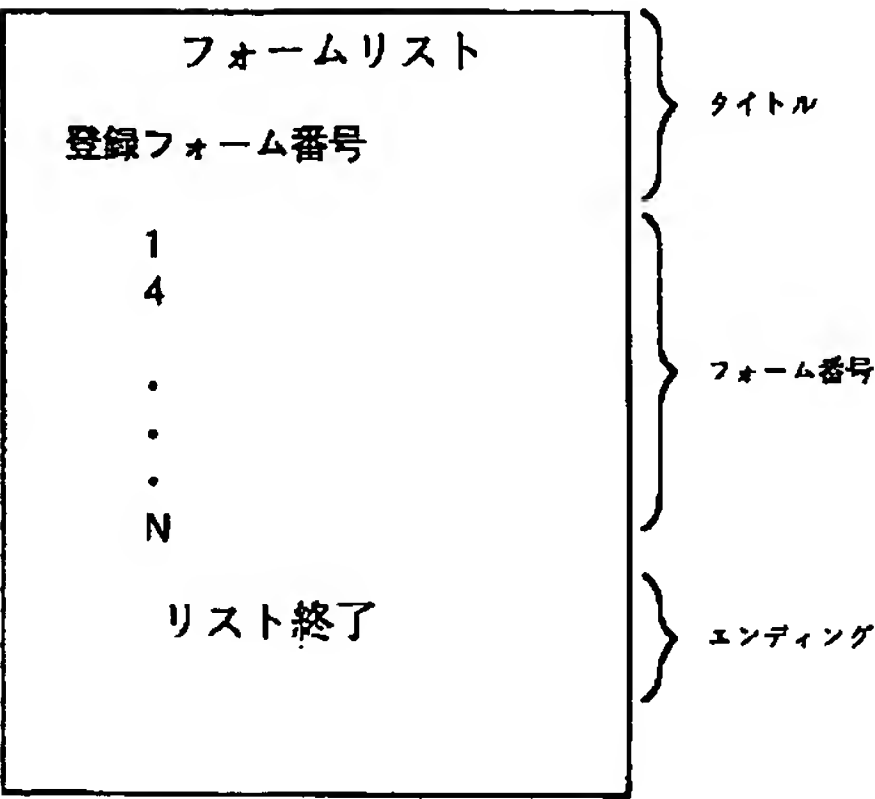 フォームリスト
タイトル
登録フォーム番号
1
4
フォーム番号
・
・
・
N
リスト終了
エンディング